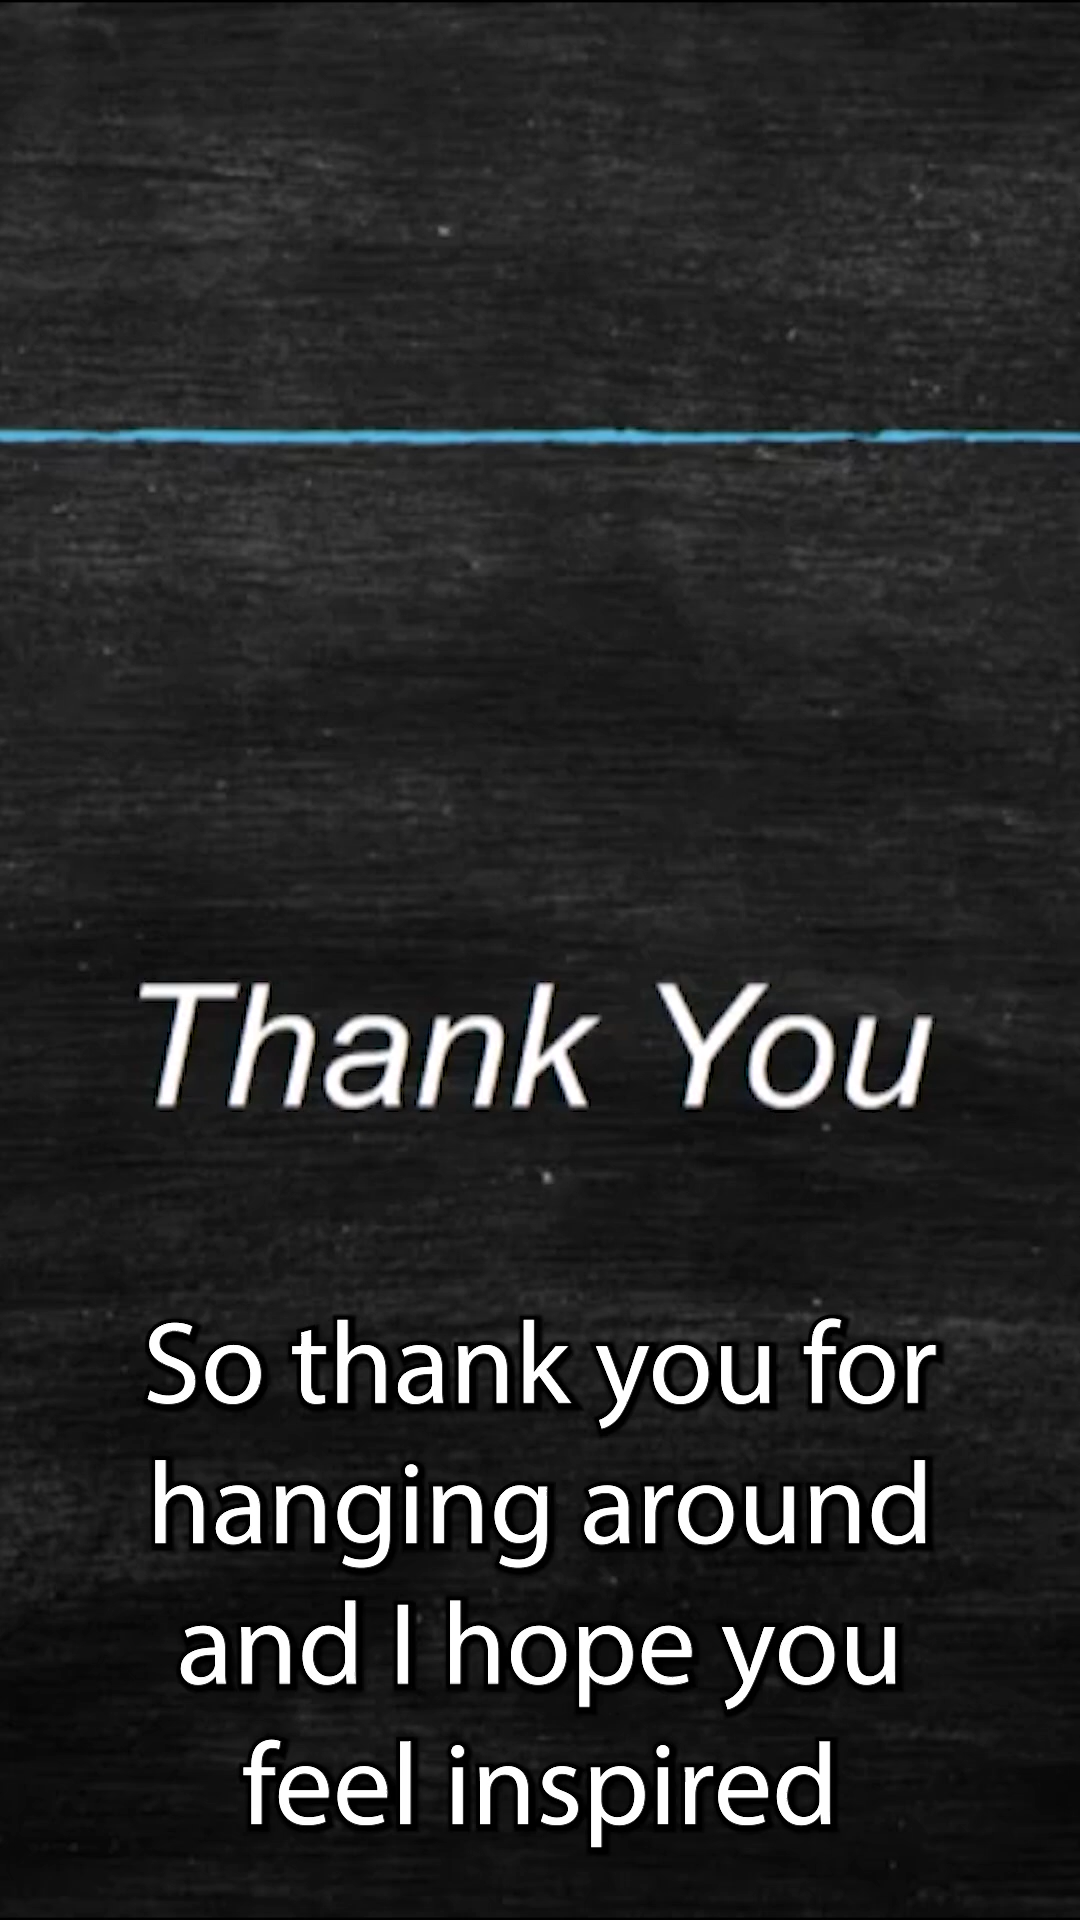 Thank You
So thank you for
hanging around
and I hope you
feel inspired